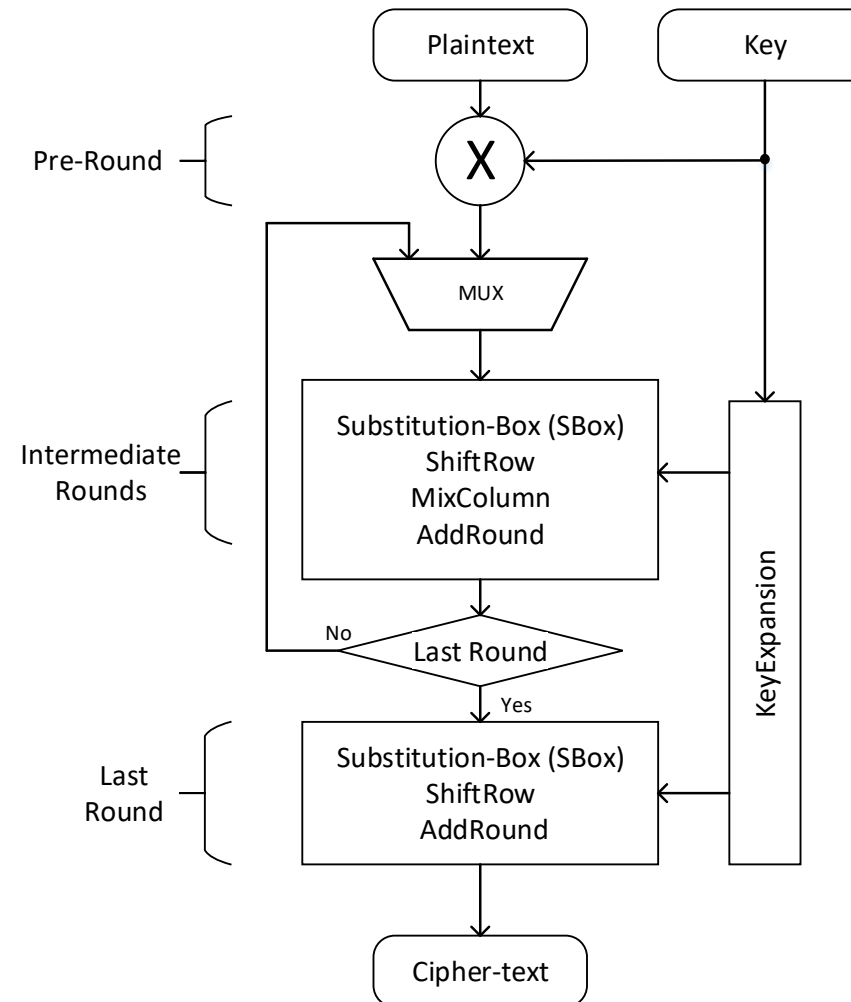 Plaintext
Key
Pre-Round
X
MUX
Substitution-Box (SBox)
ShiftRow
MixColumn
AddRound
Intermediate
Rounds
KeyExpansion
No
Last Round
Yes
Substitution-Box (SBox)
ShiftRow
AddRound
Last
Round
Cipher-text